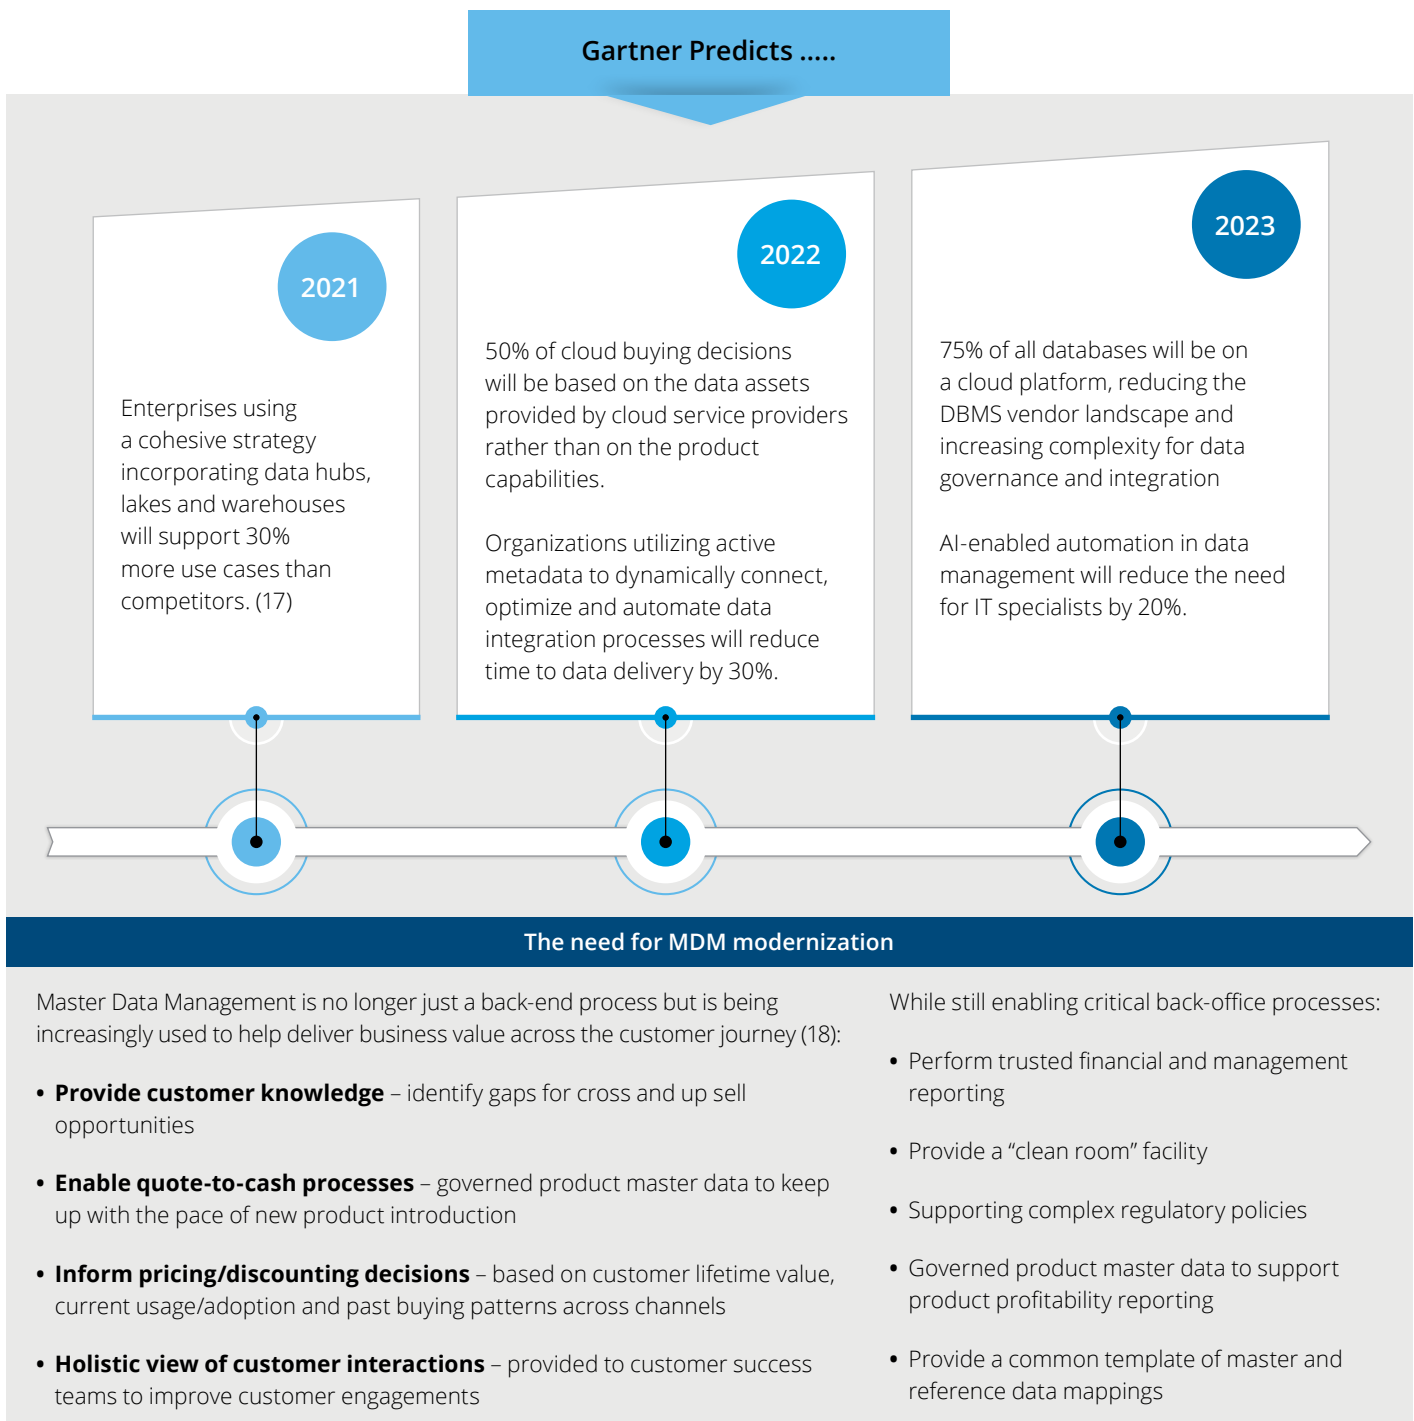 Gartner Predicts .....
2021
Enterprises using
a cohesive strategy
incorporating data hubs,
lakes and warehouses
will support 30%
more use cases than
competitors. (17)
2022
50% of cloud buying decisions
will be based on the data assets
provided by cloud service providers
rather than on the product
capabilities.
Organizations utilizing active
metadata to dynamically connect,
optimize and automate data
integration processes will reduce
time to data delivery by 30%.
2023
75% of all databases will be on
a cloud platform, reducing the
DBMS vendor landscape and
increasing complexity for data
governance and integration
AI-enabled automation in data
management will reduce the need
for IT specialists by 20%.
The need for MDM modernization
Master Data Management is no longer just a back-end process but is being
increasingly used to help deliver business value across the customer journey (18):
• Provide customer knowledge – identify gaps for cross and up sell
opportunities
• Enable quote-to-cash processes – governed product master data to keep
up with the pace of new product introduction
• Inform pricing/discounting decisions – based on customer lifetime value,
current usage/adoption and past buying patterns across channels
• Holistic view of customer interactions – provided to customer success
teams to improve customer engagements
While still enabling critical back-office processes:
• Perform trusted financial and management
reporting
• Provide a “clean room” facility
• Supporting complex regulatory policies
• Governed product master data to support
product profitability reporting
• Provide a common template of master and
reference data mappings